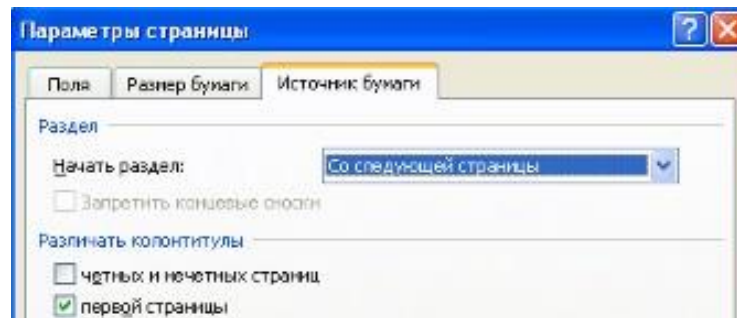 Параметры страницы
Поля Размер бумаги Источник бумаги
Раздел
Начать раздел: Со следующей страницы
Запретить концевые сноски
Различать колонтитулы
четных и нечетных страниц
первой страницы